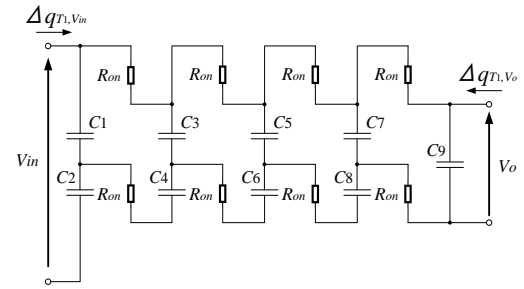 Δq_{T1,Vin}
Δq_{T1,Vo}
Ron Ron Ron Ron
C1 C3 C5 C7
Vin C9 Vo
C2 C4 C6 C8
Ron Ron Ron Ron